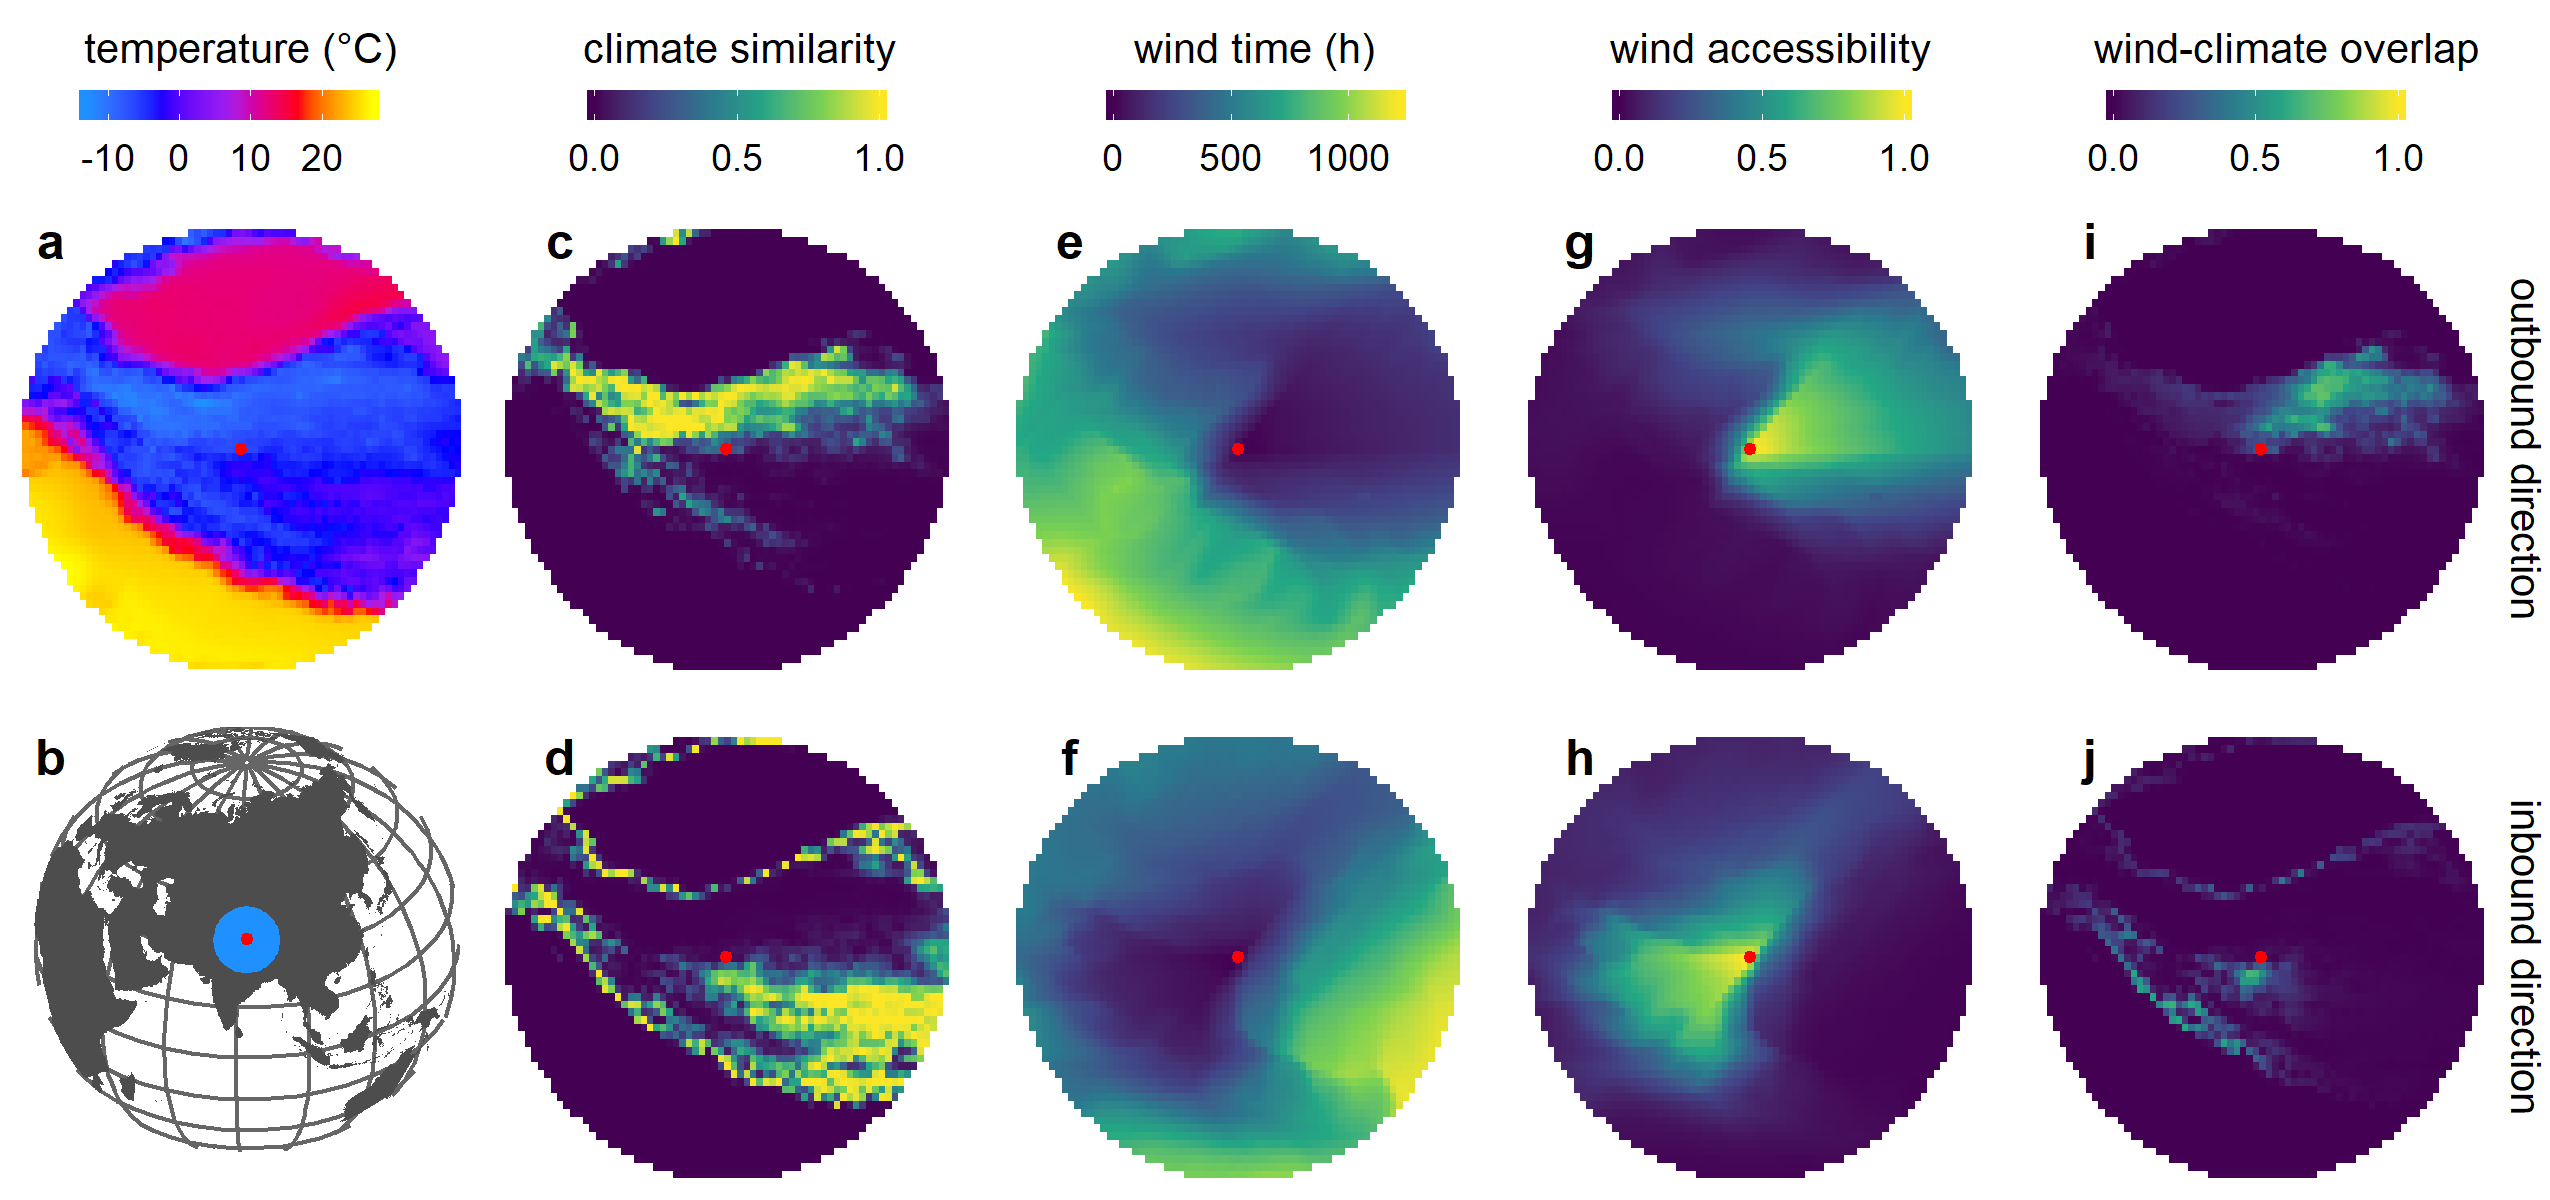 temperature (°C)
climate similarity
wind time (h)
wind accessibility
wind-climate overlap
-10 0 10 20
0.0 0.5 1.0
0 500 1000
0.0 0.5 1.0
0.0 0.5 1.0
a
c
e
g
i
outbound direction
b
d
f
h
j
inbound direction